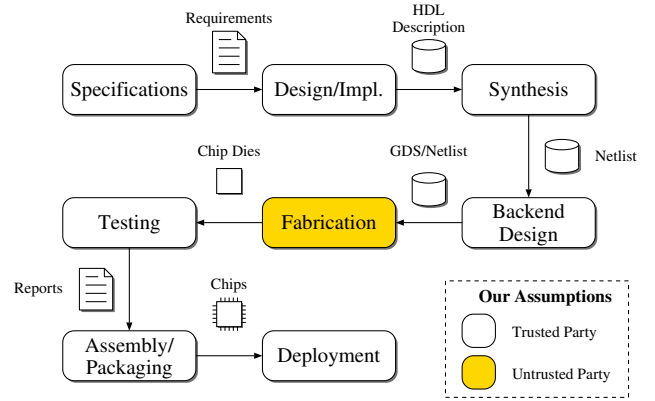 Requirements
HDL
Description
Specifications
Design/Impl.
Synthesis
Netlist
Chip Dies
GDS/Netlist
Testing
Fabrication
Backend
Design
Reports
Chips
Assembly/
Packaging
Deployment
Our Assumptions
Trusted Party
Untrusted Party